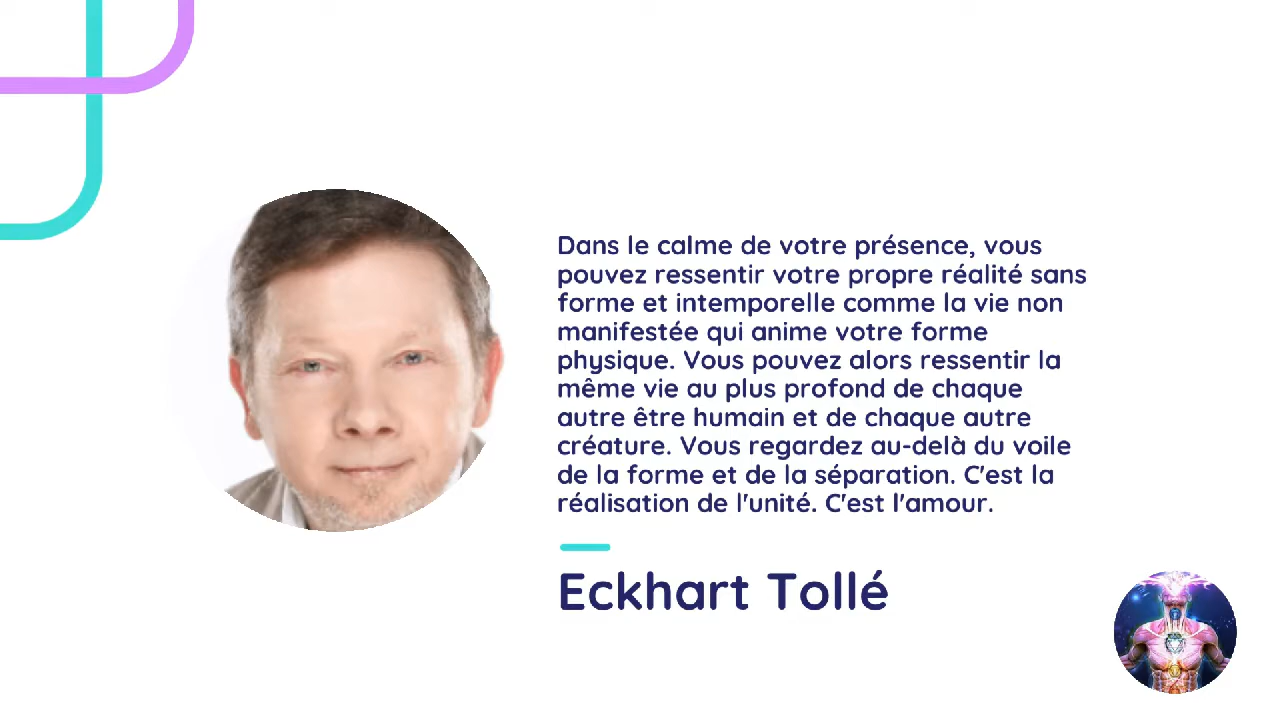 Dans le calme de votre présence, vous
pouvez ressentir votre propre réalité sans
forme et intemporelle comme la vie non
manifestée qui anime votre forme
physique. Vous pouvez alors ressentir la
même vie au plus profond de chaque
autre être humain et de chaque autre
créature. Vous regardez au-delà du voile
de la forme et de la séparation. C'est la
réalisation de l'unité. C'est l'amour.
Eckhart Tollé